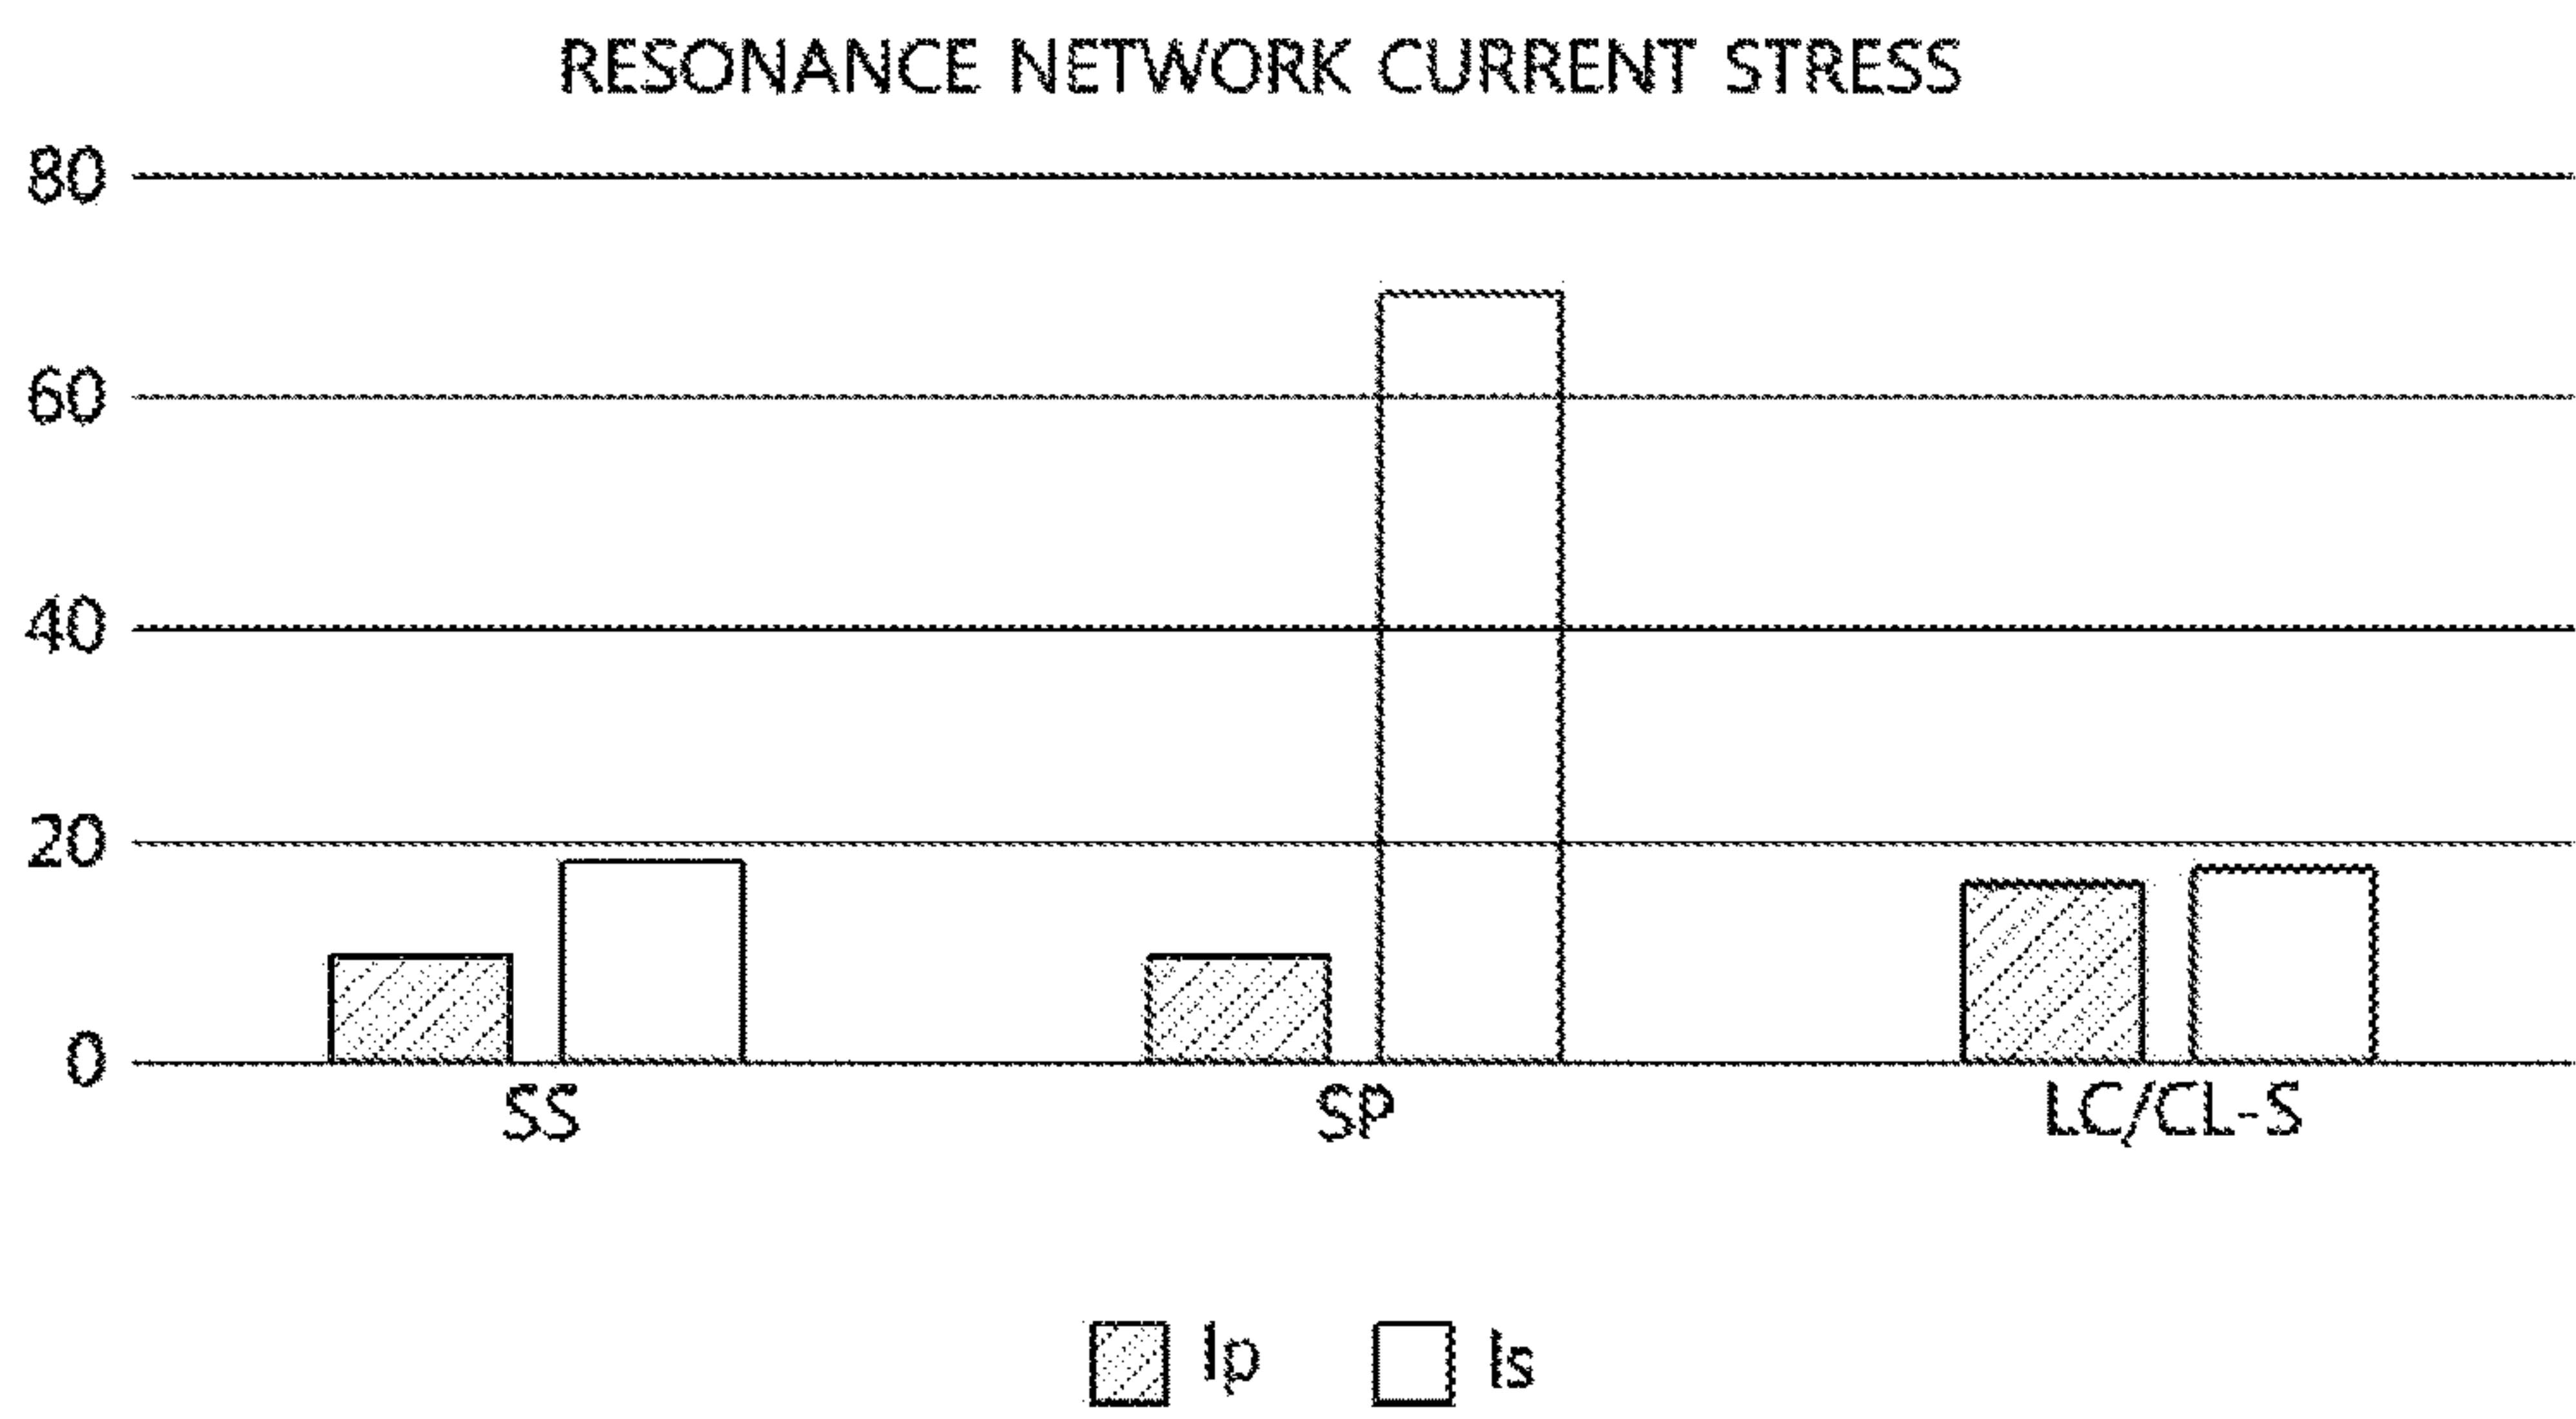 RESONANCE NETWORK CURRENT STRESS
80
60
40
20
0
SS SP LC/CL-S
Ip Is